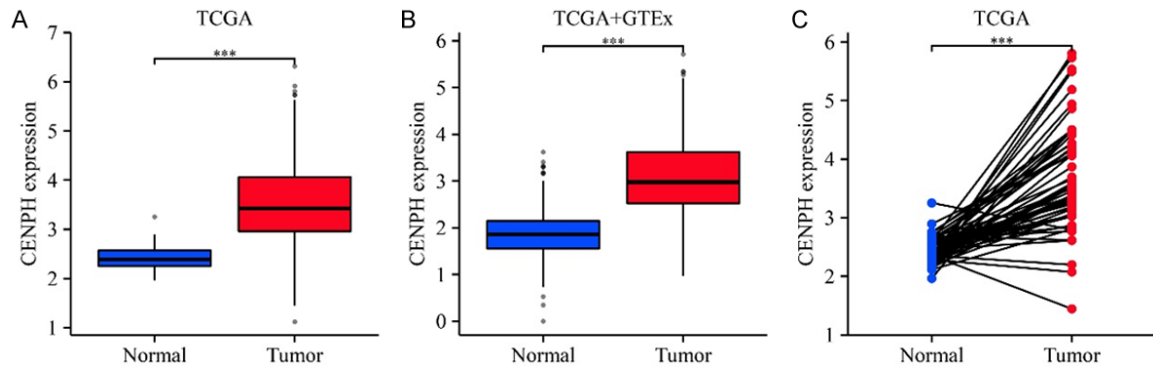 A
TCGA
CENPH expression
7
6
5
4
3
2
1
***
Normal
Tumor
B
TCGA+GTEx
CENPH expression
6
5
4
3
2
1
0
***
Normal
Tumor
C
TCGA
CENPH expression
6
5
4
3
2
1
***
Normal
Tumor